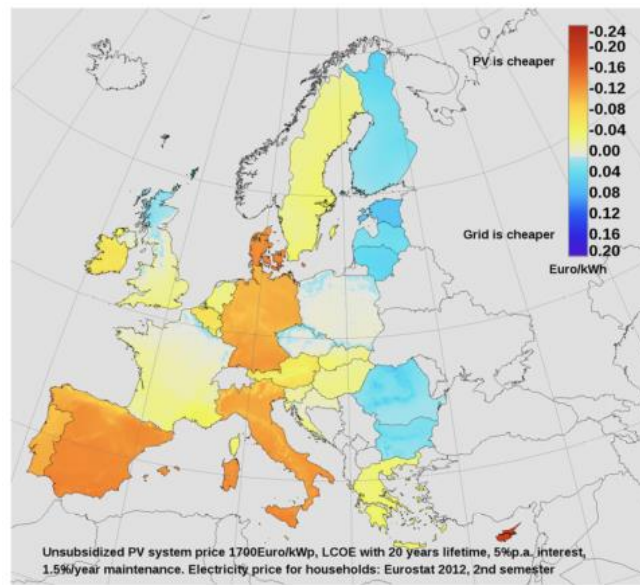 -0.24
-0.20
PV is cheaper
-0.16
-0.12
-0.08
-0.04
0.00
0.04
0.08
0.12
0.16
Grid is cheaper
0.20
Euro/kWh
Unsubsidized PV system price 1700Euro/kWp, LCOE with 20 years lifetime, 5%p.a. interest,
1.5%/year maintenance. Electricity price for households: Eurostat 2012, 2nd semester